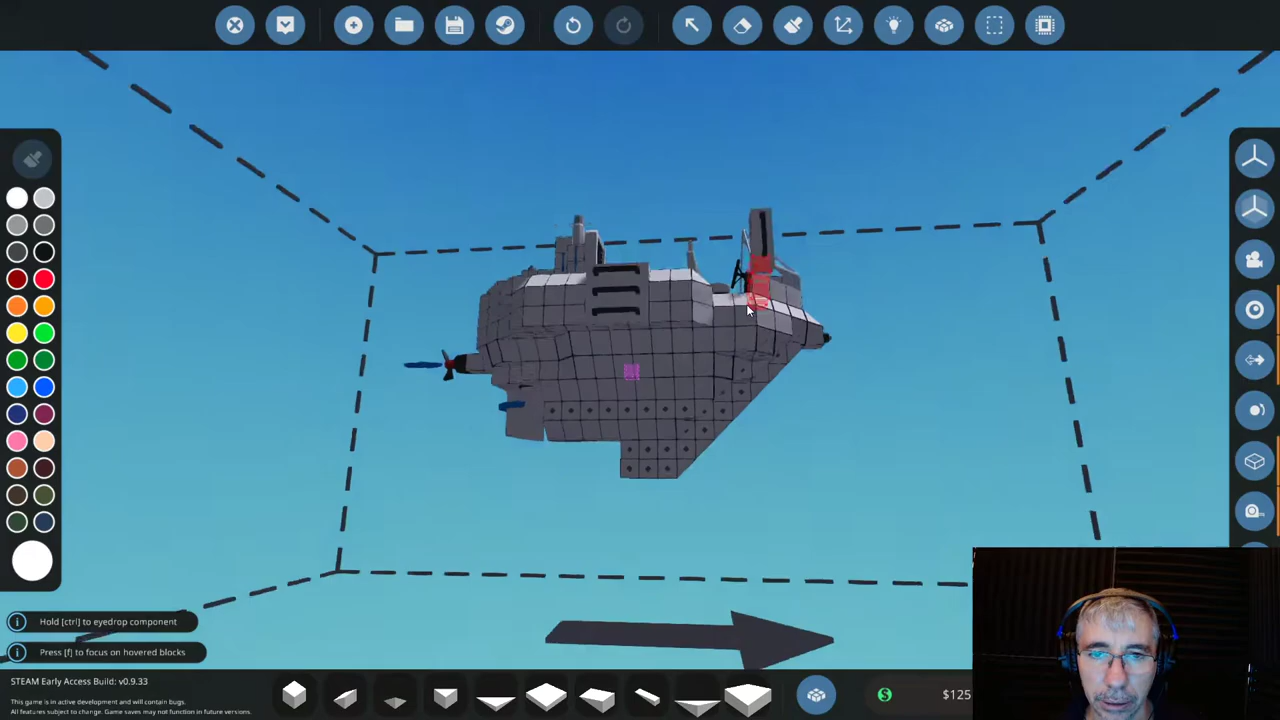 Hold [ctrl] to eyedrop component
Press [f] to focus on hovered blocks
STEAM Early Access Build: v0.9.33
This game is in active development and will contain bugs.
All features subject to change. Game saves may not function in future versions.
$125